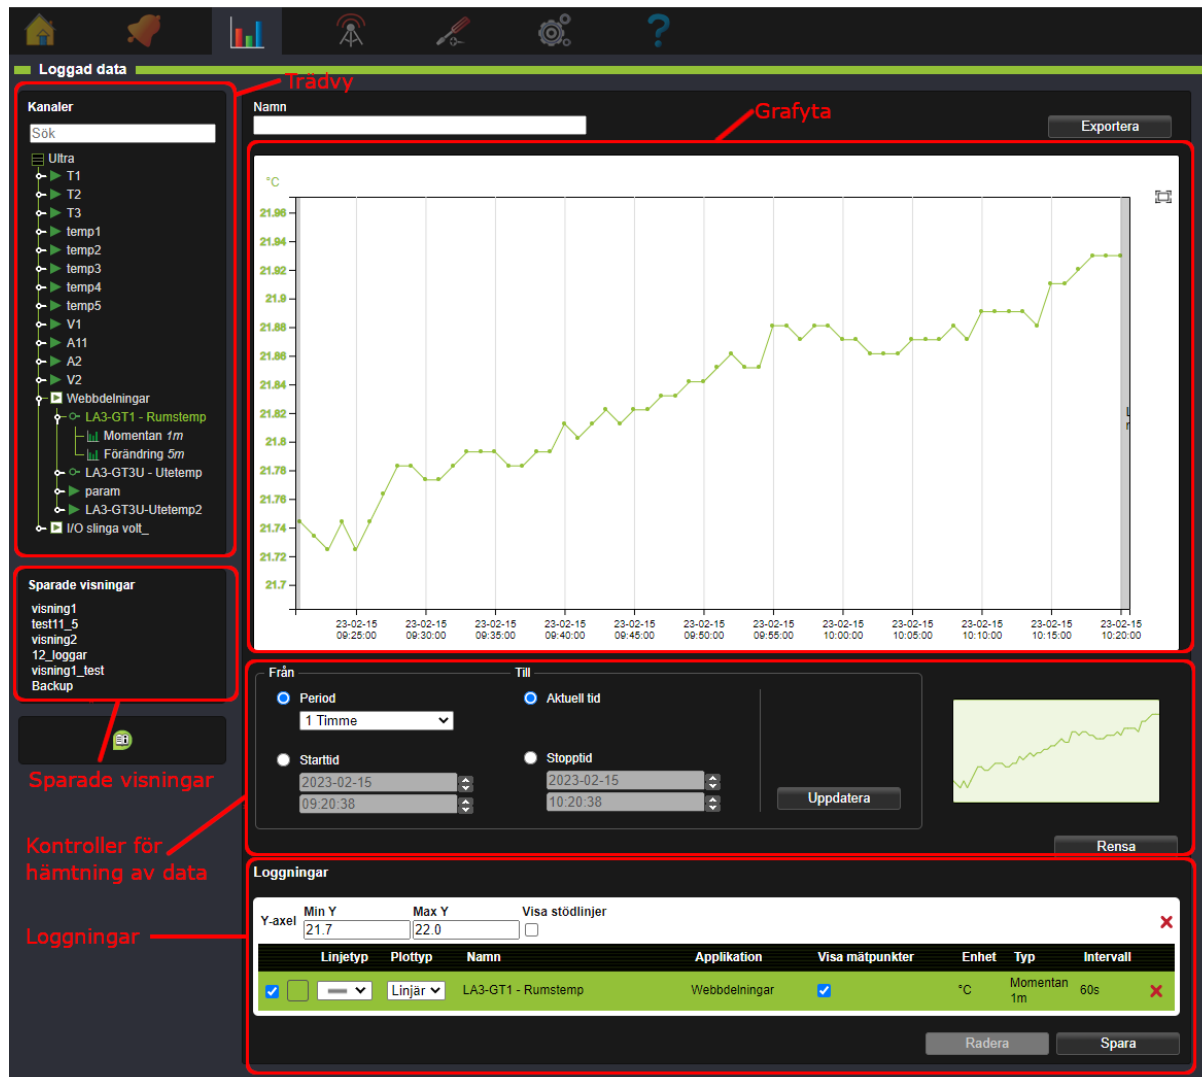 Loggad data
Trädvy
Kanaler
Sök
Ultra
T1
T2
T3
temp1
temp2
temp3
temp4
temp5
V1
A11
A2
V2
Webbdelningar
LA3-GT1 - Rumstemp
Momentan 1m
Förändring 5m
LA3-GT3U - Utetemp
param
LA3-GT3U-Utetemp2
I/O slinga volt_
Sparade visningar
visning1
test11_5
visning2
12_loggar
visning1_test
Backup
Sparade visningar
Kontroller för
hämtning av data
Loggningar
Namn
Grafyta
Exportera
°C
21.96
21.94
21.92
21.9
21.88
21.86
21.84
21.82
21.8
21.78
21.76
21.74
21.72
21.7
23-02-15 23-02-15 23-02-15 23-02-15 23-02-15 23-02-15 23-02-15 23-02-15 23-02-15 23-02-15 23-02-15 23-02-15
09:25:00 09:30:00 09:35:00 09:40:00 09:45:00 09:50:00 09:55:00 10:00:00 10:05:00 10:10:00 10:15:00 10:20:00
Från Till
Period Aktuell tid
1 Timme
Starttid Stopptid
2023-02-15 2023-02-15
09:20:38 10:20:38
Uppdatera
Rensa
Loggningar
Min Y Max Y Visa stödlinjer
Y-axel 21.7 22.0
Linjetyp Plottyp Namn Applikation Visa mätpunkter Enhet Typ Intervall
Linjär LA3-GT1 - Rumstemp Webbdelningar °C Momentan 60s
1m
Radera Spara